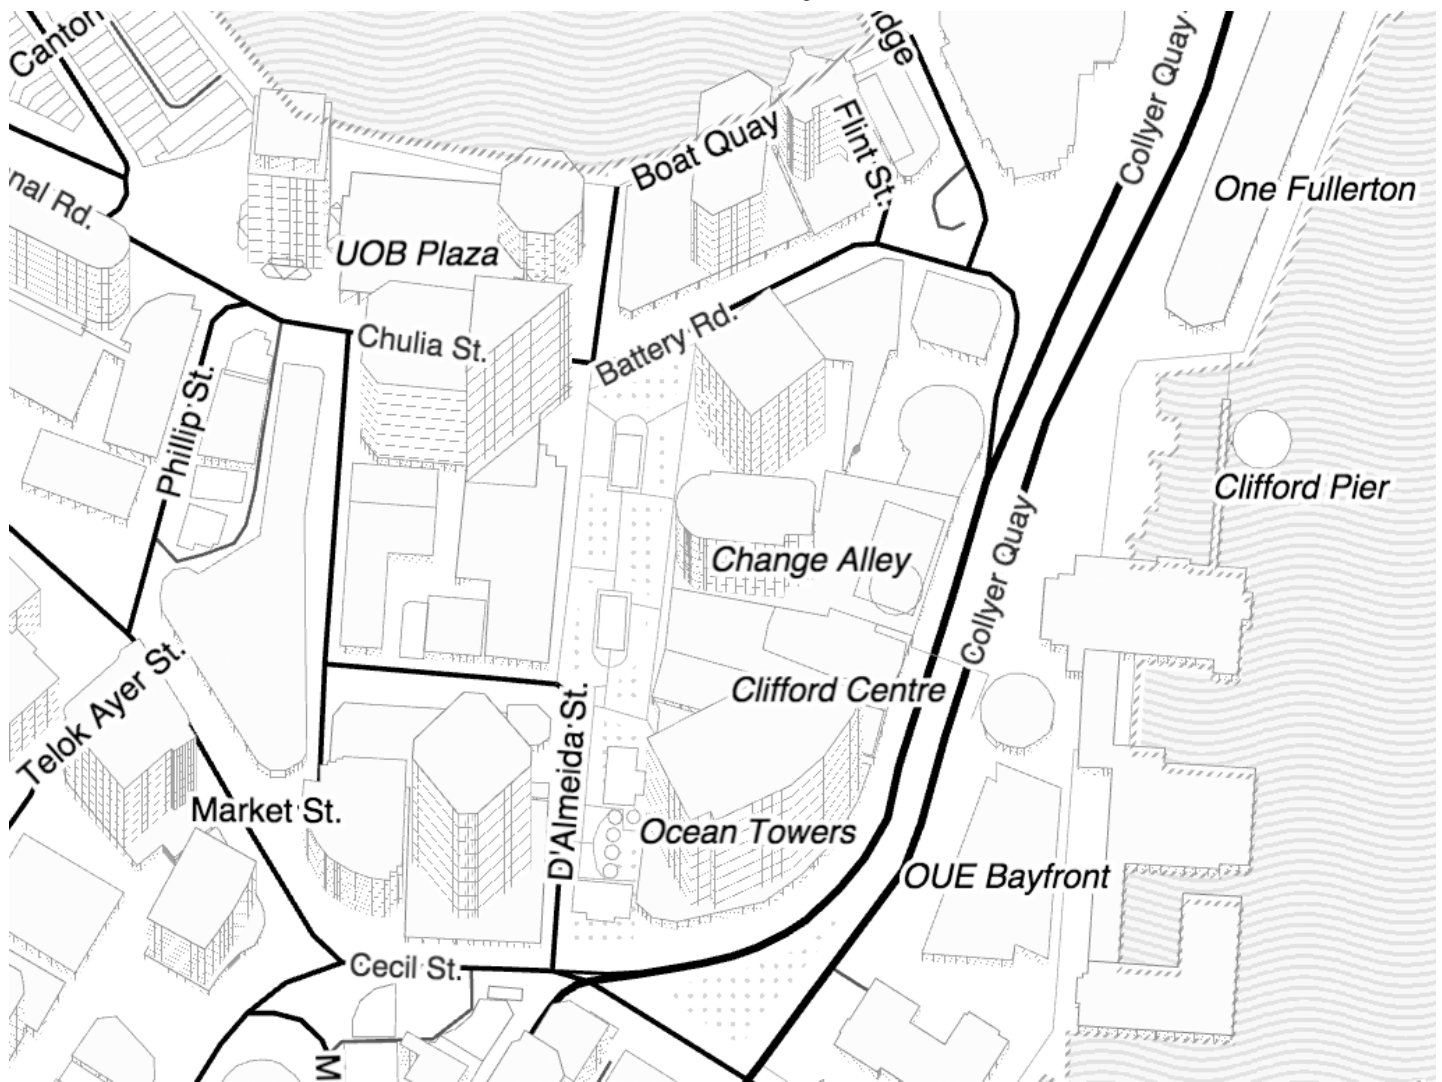 Canton
dge
Collyer Quay
Boat Quay
Flint St.
One Fullerton
nal Rd.
UOB Plaza
Chulia St.
Battery Rd.
Phillip St.
Clifford Pier
Change Alley
Collyer Quay
Telok Ayer St.
Clifford Centre
D'Almeida St.
Market St.
Ocean Towers
OUE Bayfront
Cecil St.
M